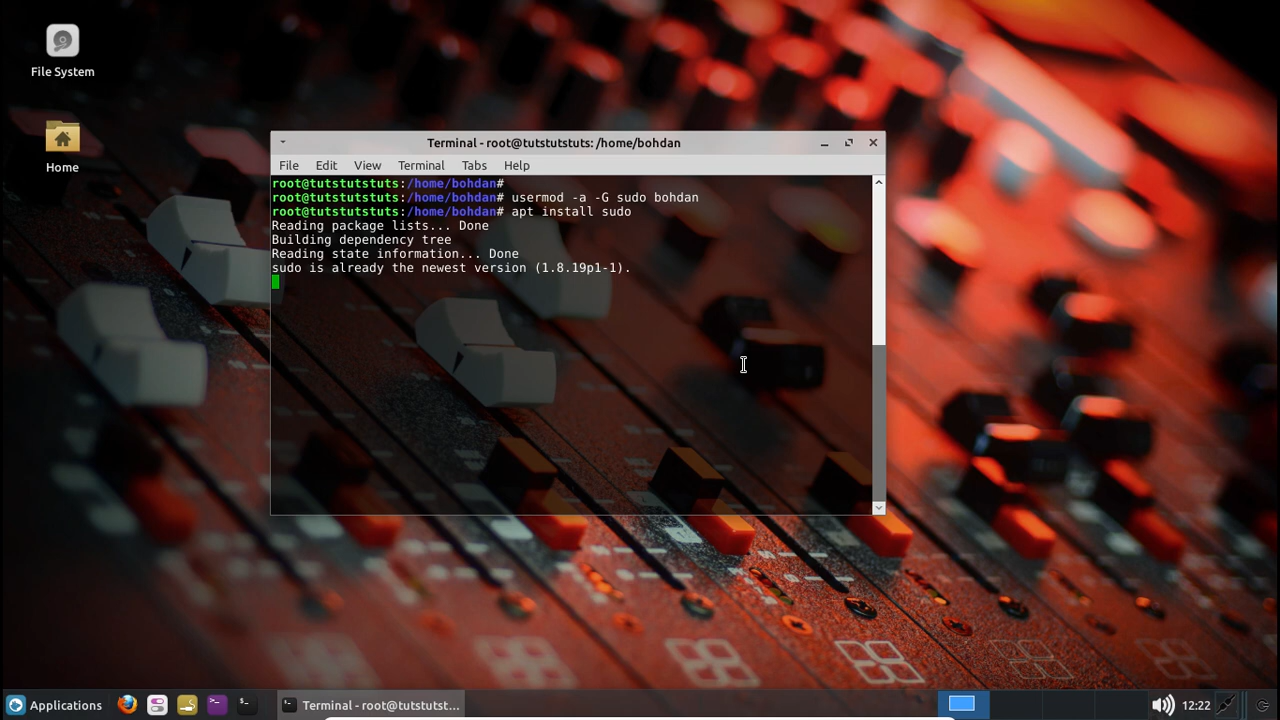 File System
Home
Terminal - root@tutstutstuts: /home/bohdan
File Edit View Terminal Tabs Help
root@tutstutstuts:/home/bohdan#
root@tutstutstuts:/home/bohdan# usermod -a -G sudo bohdan
root@tutstutstuts:/home/bohdan# apt install sudo
Reading package lists... Done
Building dependency tree
Reading state information... Done
sudo is already the newest version (1.8.19p1-1).
Applications
Terminal - root@tutstutst...
12:22